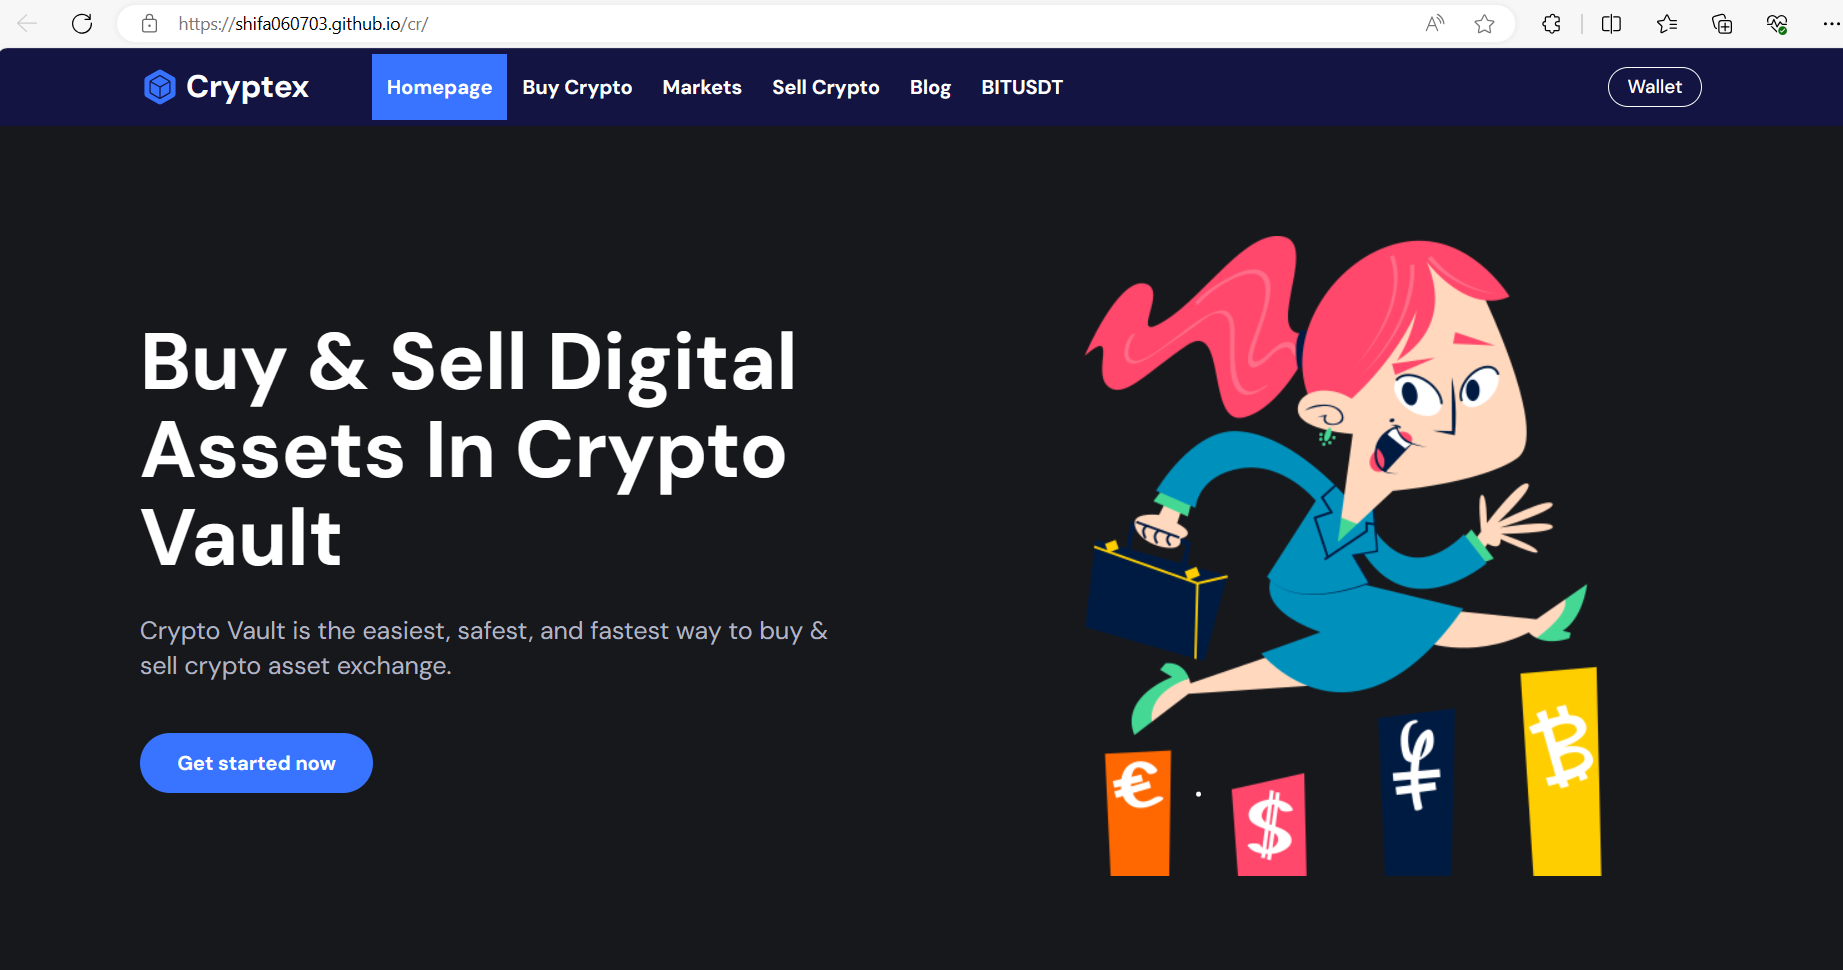 https://shifa060703.github.io/cr/
Cryptex
Homepage
Buy Crypto
Markets
Sell Crypto
Blog
BITUSDT
Wallet
Buy & Sell Digital
Assets In Crypto
Vault
Crypto Vault is the easiest, safest, and fastest way to buy &
sell crypto asset exchange.
Get started now
€
$
¥
₿